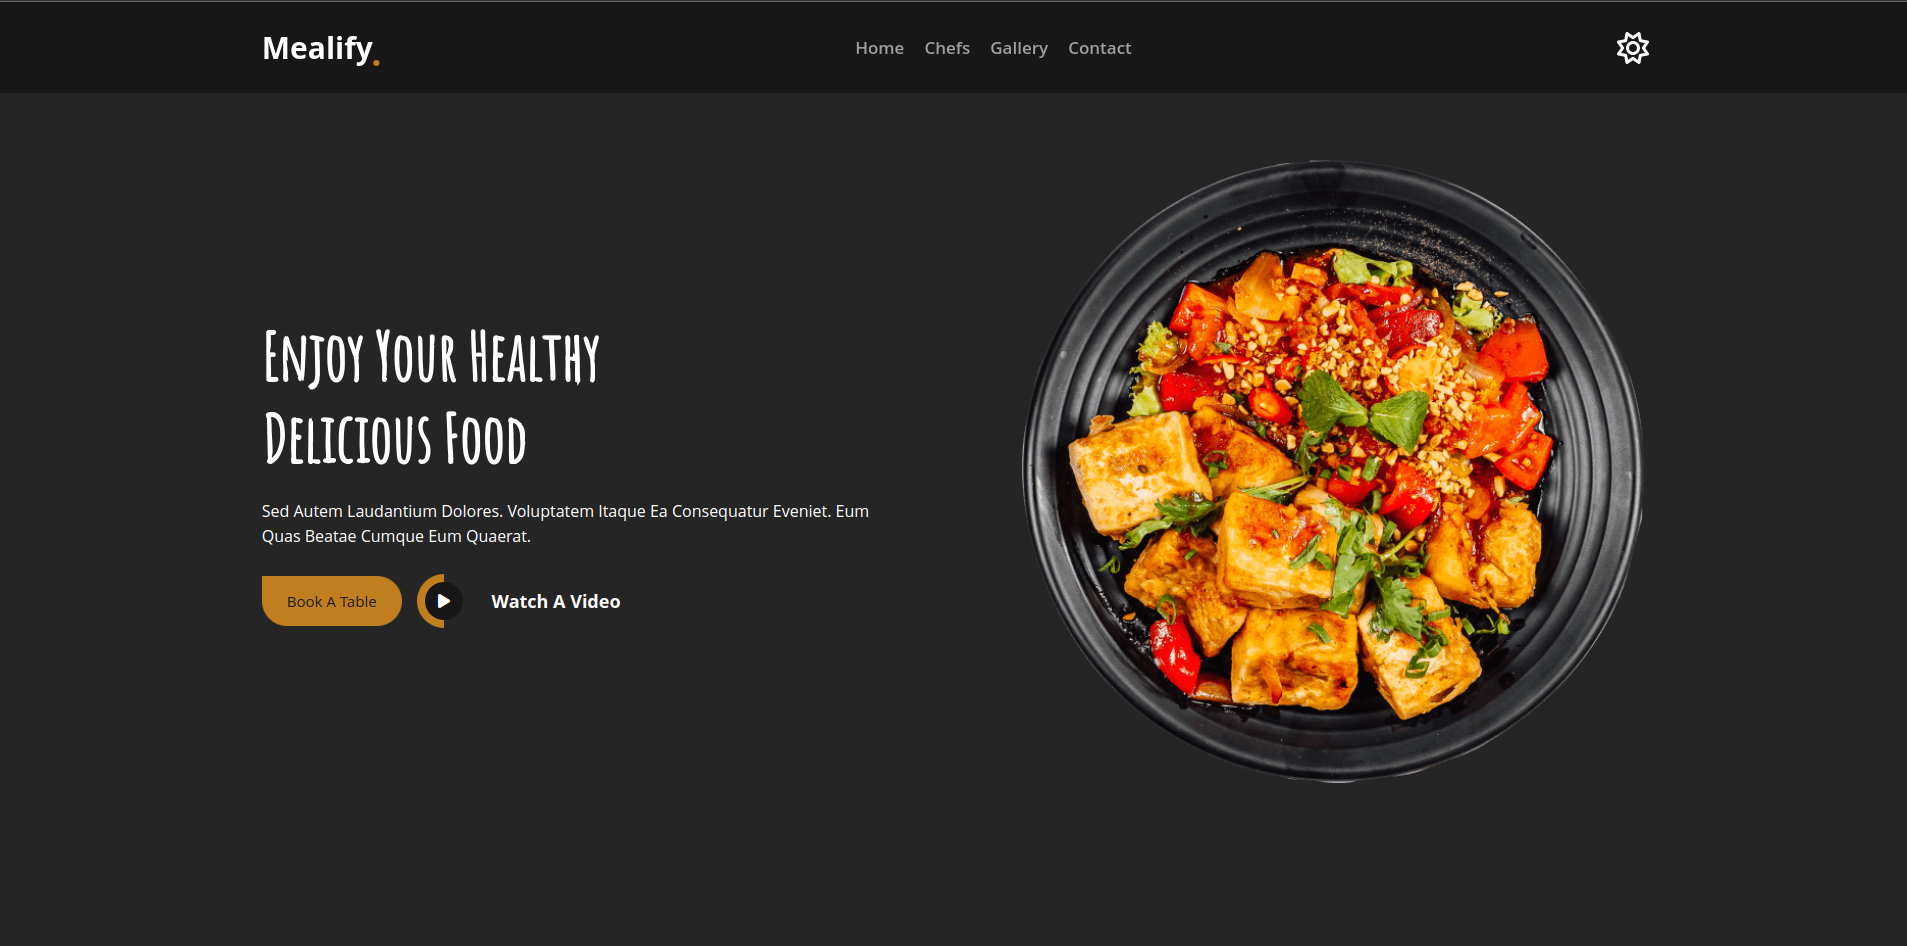 Mealify.
Home Chefs Gallery Contact
Enjoy Your Healthy
Delicious Food
Sed Autem Laudantium Dolores. Voluptatem Itaque Ea Consequatur Eveniet. Eum
Quas Beatae Cumque Eum Quaerat.
Book A Table Watch A Video